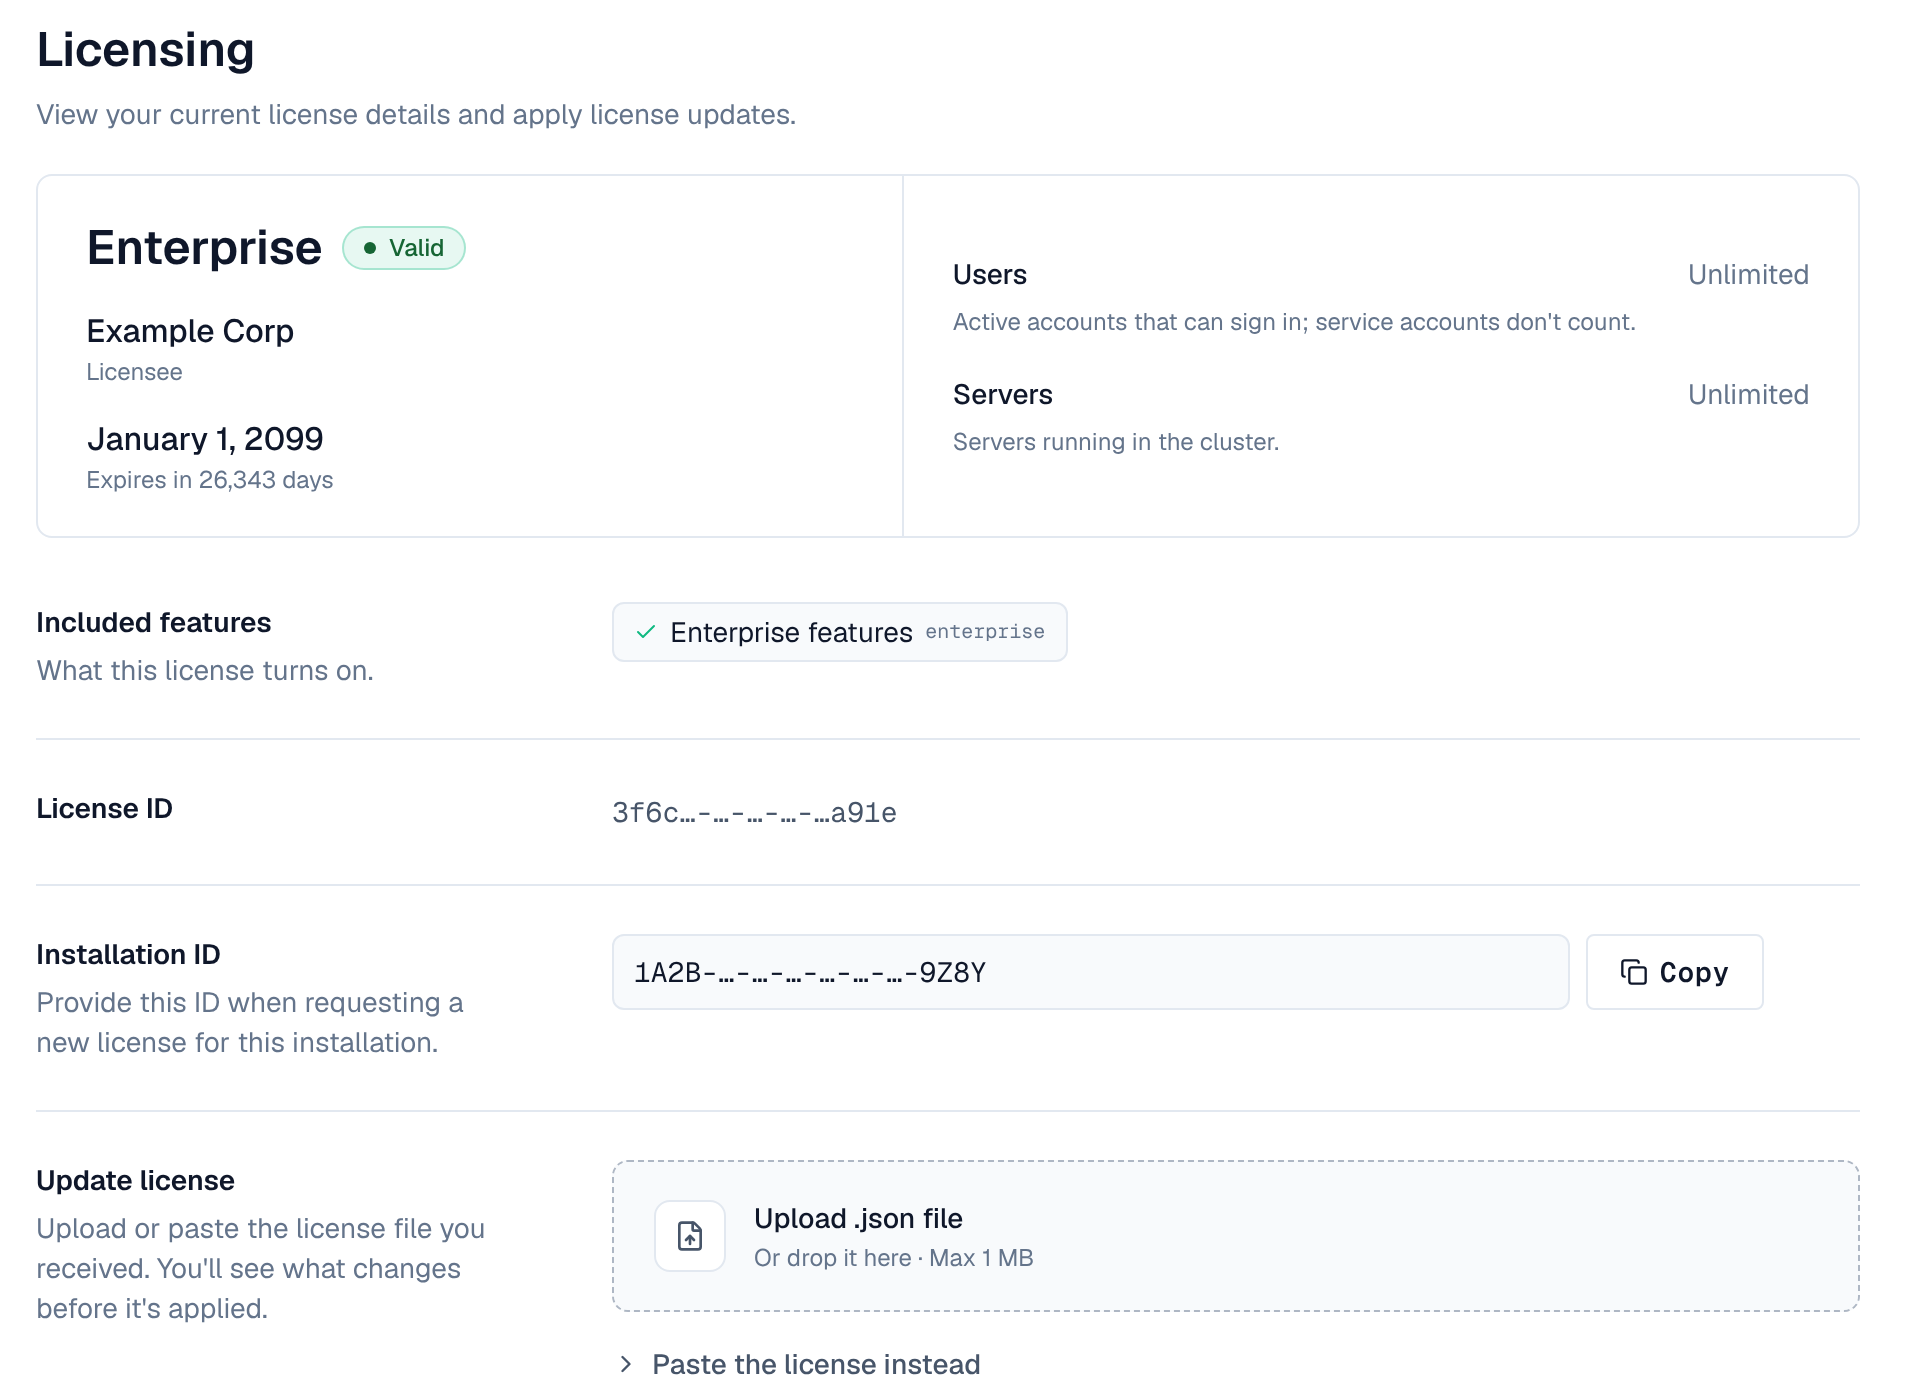 Licensing
View your current license details and apply license updates.
Enterprise Valid
Example Corp
Licensee
January 1, 2099
Expires in 26,343 days
Users Unlimited
Active accounts that can sign in; service accounts don't count.
Servers Unlimited
Servers running in the cluster.
Included features
What this license turns on.
Enterprise features enterprise
License ID
3f6c…-…-…-…-…a91e
Installation ID
Provide this ID when requesting a
new license for this installation.
1A2B-…-…-…-…-…-…-9Z8Y
Copy
Update license
Upload or paste the license file you
received. You'll see what changes
before it's applied.
Upload .json file
Or drop it here · Max 1 MB
Paste the license instead